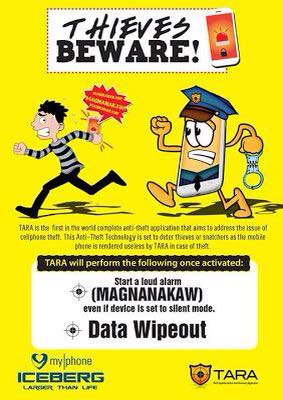 THIEVES
BEWARE!
MAGNANAKAW
TARA is the first in the world complete anti-theft application that aims to address the issue of
cellphone theft. This Anti-Theft Technology is set to deter thieves or snatchers as the mobile
phone is rendered useless by TARA in case of theft.
TARA will perform the following once activated:
Start a loud alarm
(MAGNANAKAW)
even if device is set to silent mode.
Data Wipeout
my|phone
ICEBERG
LARGER THAN LIFE
TARA